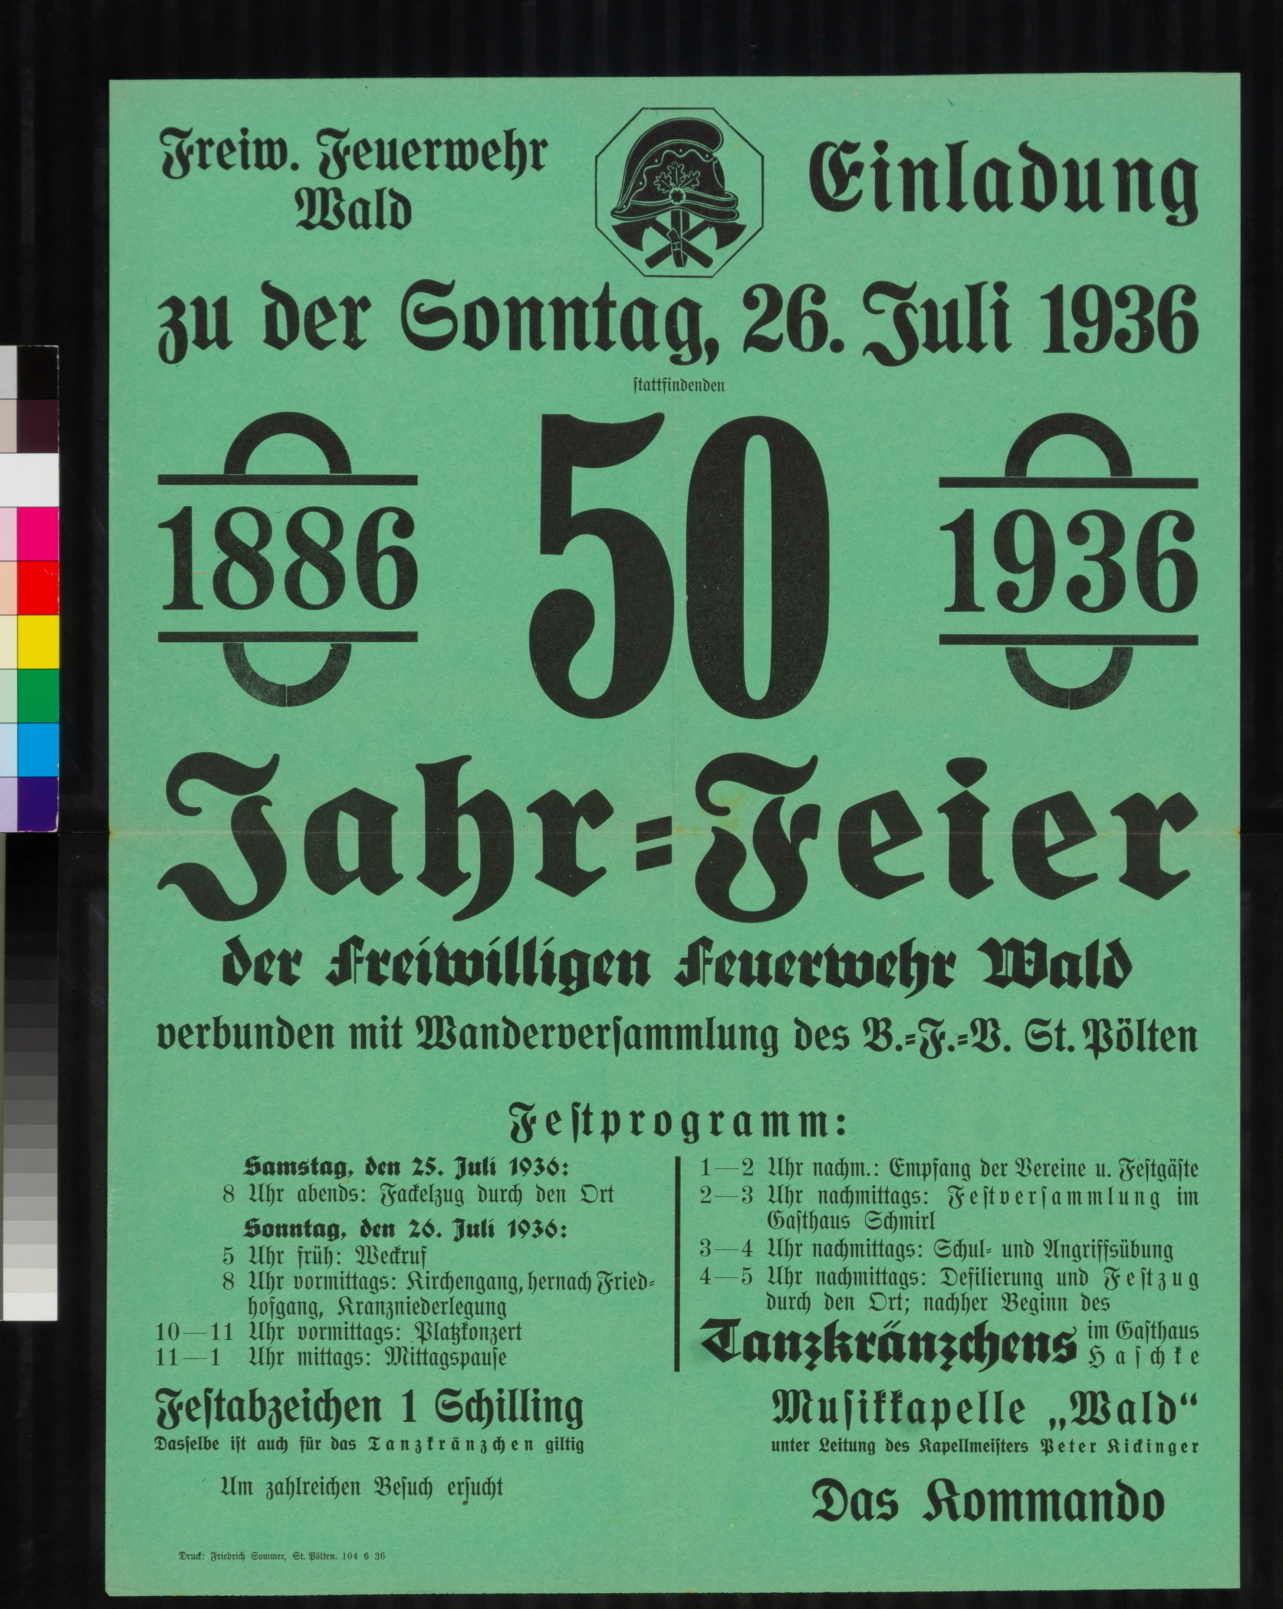 Freiw. Feuerwehr
Wald
Einladung
zu der Sonntag, 26. Juli 1936
stattfindenden
1886
50
1936
Jahr-Feier
der Freiwilligen Feuerwehr Wald
verbunden mit Wanderversammlung des B.-F.-V. St. Pölten
Festprogramm:
Samstag, den 25. Juli 1936:
8 Uhr abends: Fackelzug durch den Ort
Sonntag, den 26. Juli 1936:
5 Uhr früh: Weckruf
8 Uhr vormittags: Kirchengang, hernach Fried-
hofgang, Kranzniederlegung
10—11 Uhr vormittags: Platzkonzert
11—1 Uhr mittags: Mittagspause
1—2 Uhr nachm.: Empfang der Vereine u. Festgäste
2—3 Uhr nachmittags: Festversammlung im
Gasthaus Schmirl
3—4 Uhr nachmittags: Schul- und Angriffsübung
4—5 Uhr nachmittags: Defilierung und Festzug
durch den Ort; nachher Beginn des
Tanzkränzchens im Gasthaus
Haschke
Festabzeichen 1 Schilling
Dasselbe ist auch für das Tanzkränzchen giltig
Um zahlreichen Besuch ersucht
Musikkapelle „Wald“
unter Leitung des Kapellmeisters Peter Kickinger
Das Kommando
Druck: Friedrich Sommer, St. Pölten. 104 6 36